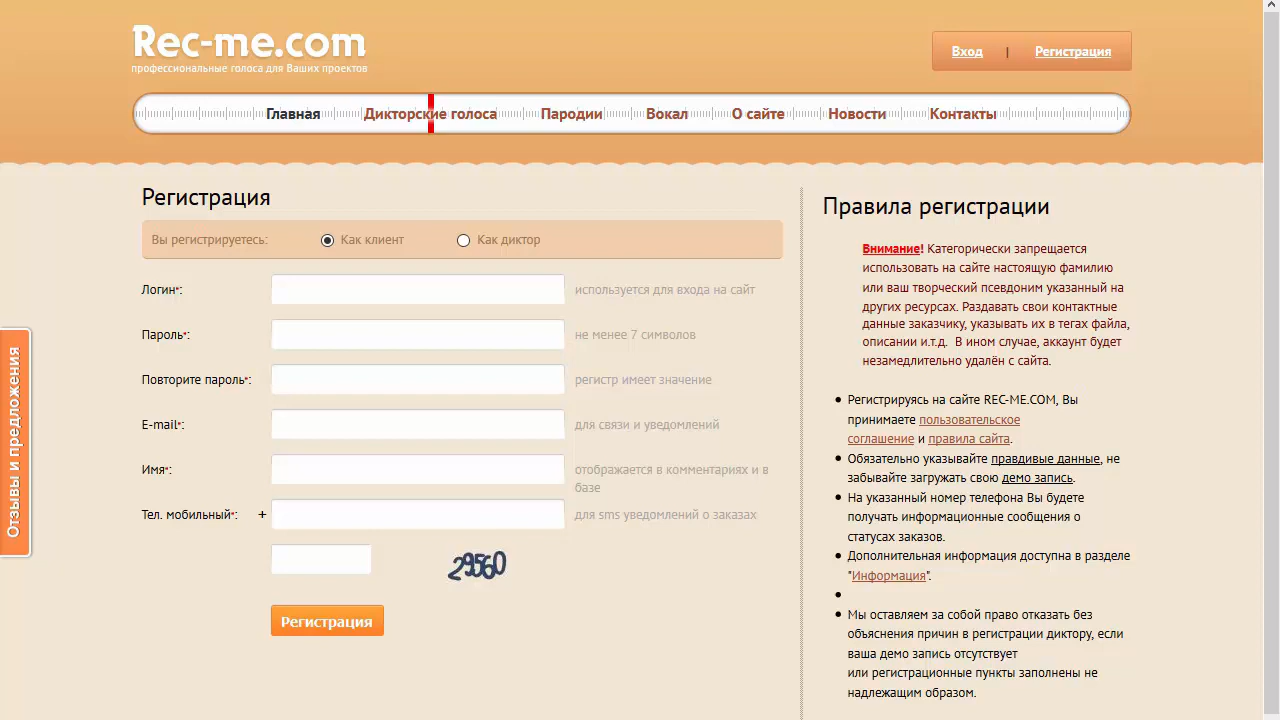 Rec-me.com
профессиональные голоса для Ваших проектов
Вход | Регистрация
Главная Дикторские голоса Пародии Вокал О сайте Новости Контакты
Регистрация
Вы регистрируетесь: Как клиент Как диктор
Логин*: используется для входа на сайт
Пароль*: не менее 7 символов
Повторите пароль*: регистр имеет значение
E-mail*: для связи и уведомлений
Имя*: отображается в комментариях и в
базе
Тел. мобильный*: + для sms уведомлений о заказах
29560
Регистрация
Отзывы и предложения
Правила регистрации
Внимание! Категорически запрещается
использовать на сайте настоящую фамилию
или ваш творческий псевдоним указанный на
других ресурсах. Раздавать свои контактные
данные заказчику, указывать их в тегах файла,
описании и.т.д. В ином случае, аккаунт будет
незамедлительно удалён с сайта.
Регистрируясь на сайте REC-ME.COM, Вы
принимаете пользовательское
соглашение и правила сайта.
Обязательно указывайте правдивые данные, не
забывайте загружать свою демо запись.
На указанный номер телефона Вы будете
получать информационные сообщения о
статусах заказов.
Дополнительная информация доступна в разделе
"Информация".
Мы оставляем за собой право отказать без
объяснения причин в регистрации диктору, если
ваша демо запись отсутствует
или регистрационные пункты заполнены не
надлежащим образом.